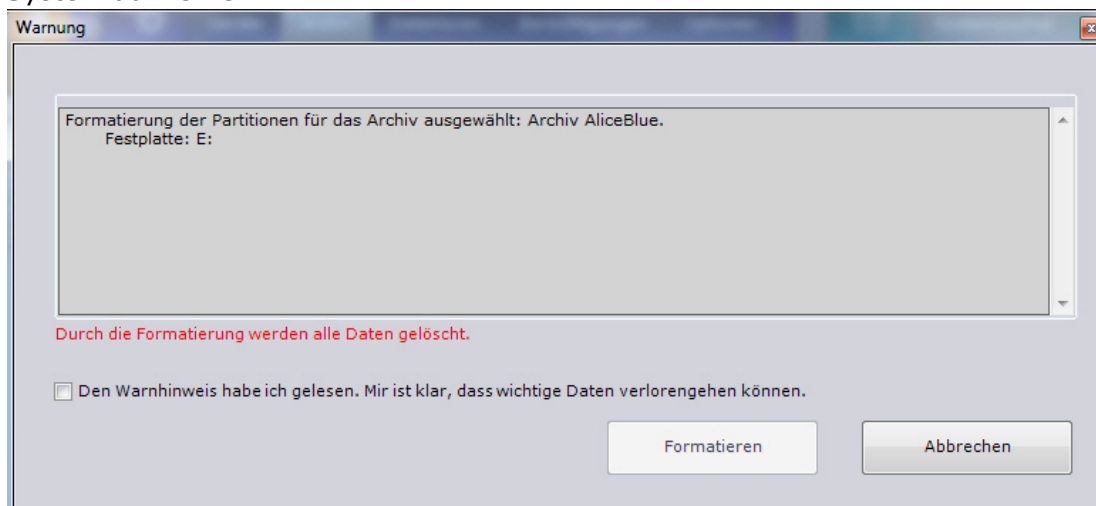 Warnung
Formatierung der Partitionen für das Archiv ausgewählt: Archiv AliceBlue.
Festplatte: E:
Durch die Formatierung werden alle Daten gelöscht.
Den Warnhinweis habe ich gelesen. Mir ist klar, dass wichtige Daten verlorengehen können.
Formatieren
Abbrechen